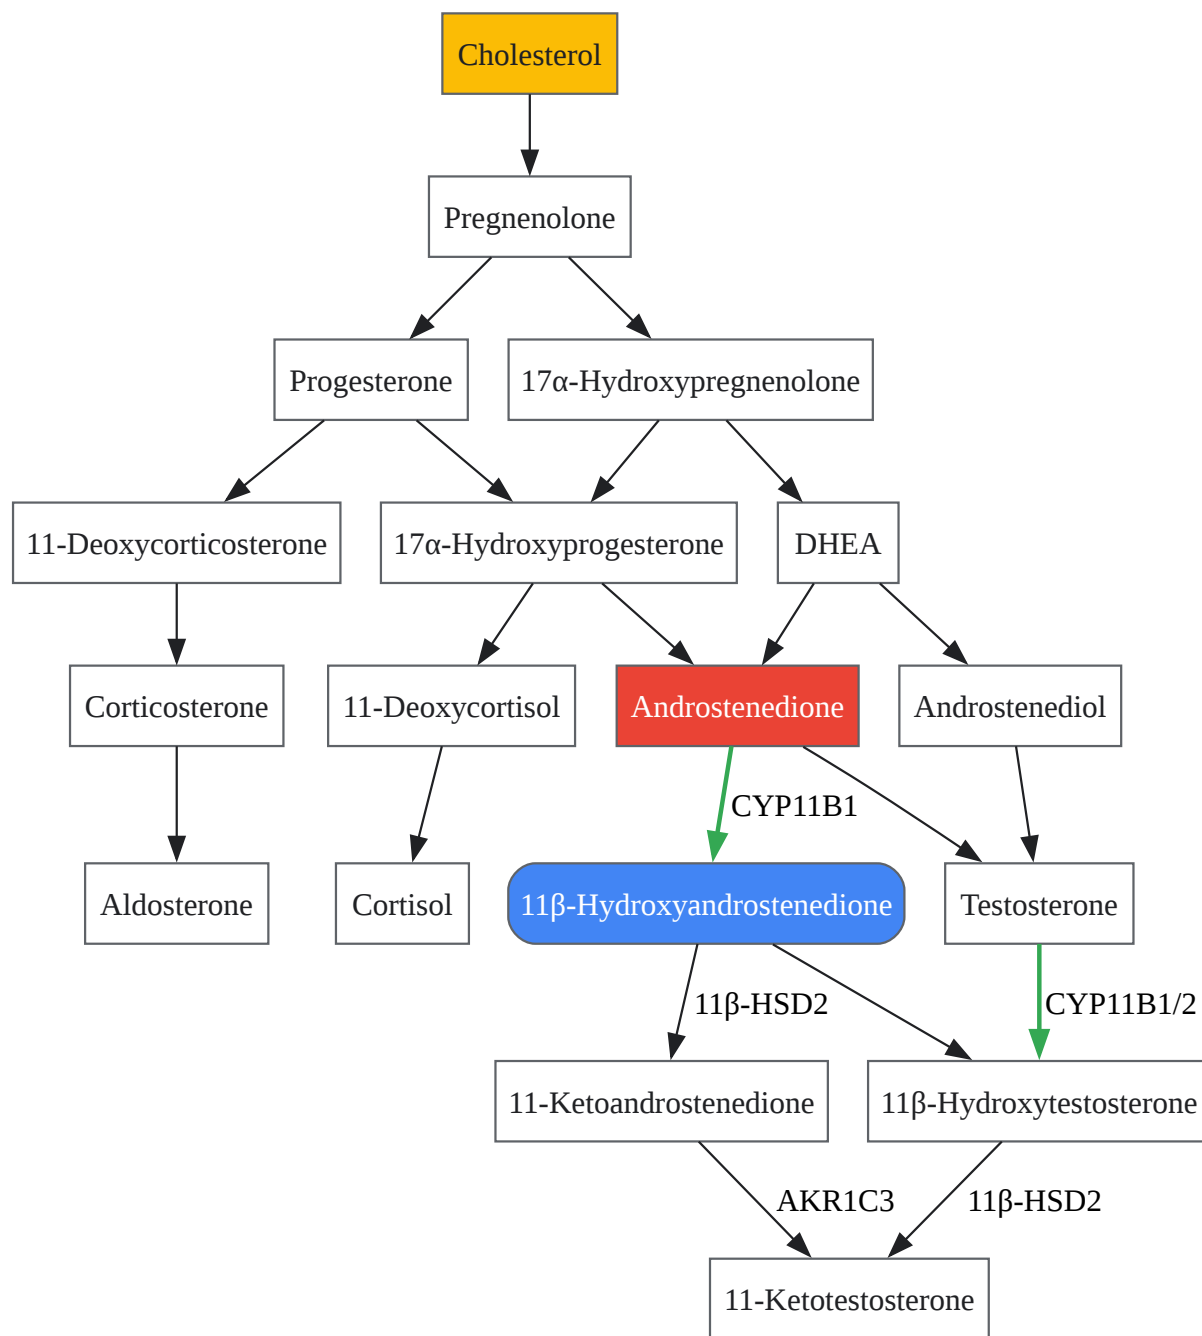 Cholesterol
Pregnenolone
Progesterone
17α-Hydroxypregnenolone
11-Deoxycorticosterone
17α-Hydroxyprogesterone
DHEA
Corticosterone
11-Deoxycortisol
Androstenedione
Androstenediol
CYP11B1
Aldosterone
Cortisol
11β-Hydroxyandrostenedione
Testosterone
11β-HSD2
CYP11B1/2
11-Ketoandrostenedione
11β-Hydroxytestosterone
AKR1C3
11β-HSD2
11-Ketotestosterone